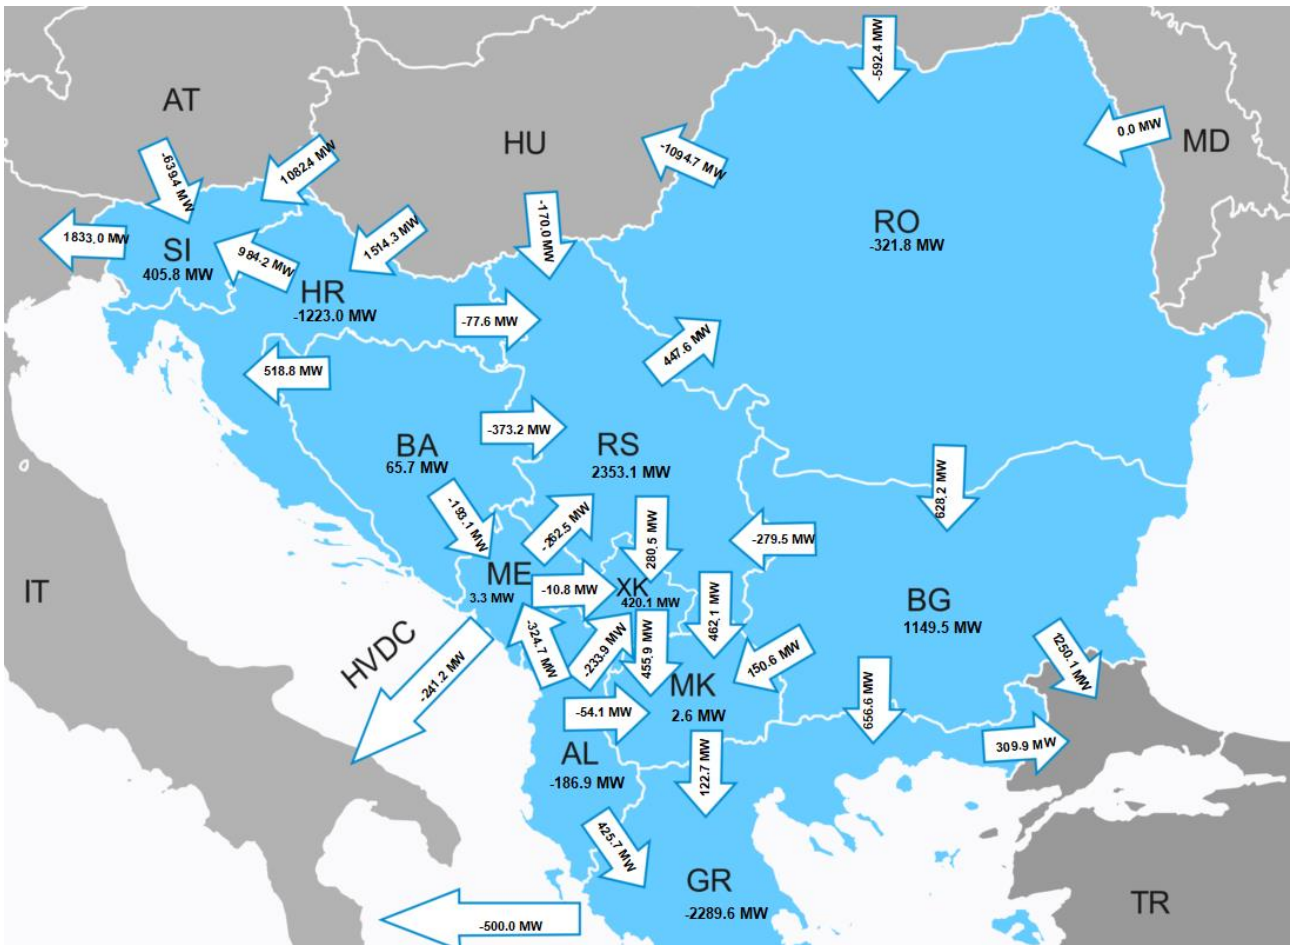 -592.4 MW
AT
0.0 MW
HU
MD
-1094.7 MW
-639.4 MW
1082.4 MW
-170.0 MW
RO
-321.8 MW
1833.0 MW
SI
405.8 MW
984.2 MW
1514.3 MW
HR
-1223.0 MW
-77.6 MW
447.6 MW
518.8 MW
BA
65.7 MW
-373.2 MW
RS
2353.1 MW
628.2 MW
-193.1 MW
-262.5 MW
280.5 MW
-279.5 MW
IT
ME
3.3 MW
-10.8 MW
XK
420.1 MW
462.1 MW
BG
1149.5 MW
HVDC
-241.2 MW
-324.7 MW
-233.9 MW
455.9 MW
150.6 MW
1250.1 MW
MK
2.6 MW
-54.1 MW
656.6 MW
309.9 MW
AL
-186.9 MW
122.7 MW
425.7 MW
GR
-2289.6 MW
-500.0 MW
TR